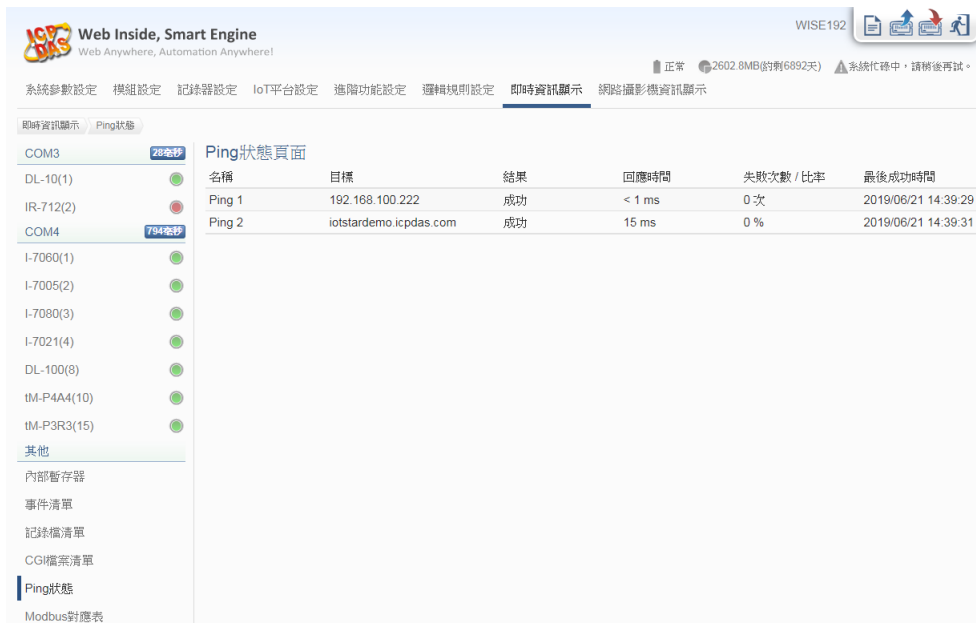 ICP DAS
Web Inside, Smart Engine
Web Anywhere, Automation Anywhere!
WISE192
正常 2602.8MB(約剩6892天) 系統忙碌中，請稍後再試。
系統參數設定 模組設定 記錄器設定 IoT平台設定 進階功能設定 邏輯規則設定 即時資訊顯示 網路攝影機資訊顯示
即時資訊顯示 Ping狀態
COM3 28毫秒
DL-10(1)
IR-712(2)
COM4 794毫秒
I-7060(1)
I-7005(2)
I-7080(3)
I-7021(4)
DL-100(8)
tM-P4A4(10)
tM-P3R3(15)
其他
內部暫存器
事件清單
記錄檔清單
CGI檔案清單
Ping狀態
Modbus對應表
Ping狀態頁面
名稱 目標 結果 回應時間 失敗次數 / 比率 最後成功時間
Ping 1 192.168.100.222 成功 < 1 ms 0 次 2019/06/21 14:39:29
Ping 2 iotstardemo.icpdas.com 成功 15 ms 0 % 2019/06/21 14:39:31